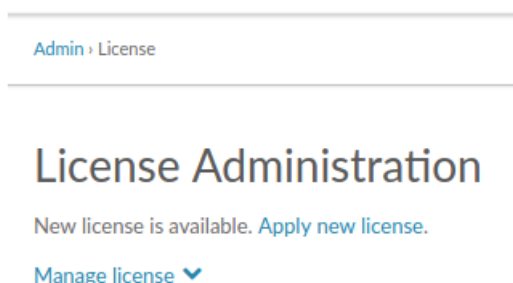 Admin › License
License Administration
New license is available. Apply new license.
Manage license